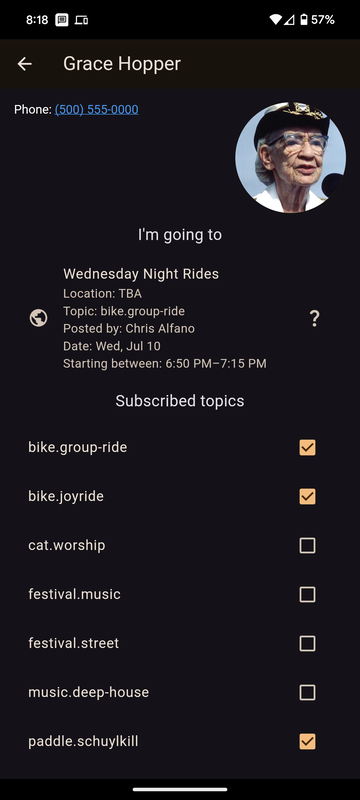 8:18
57%
Grace Hopper
Phone: (500) 555-0000
I'm going to
Wednesday Night Rides
Location: TBA
Topic: bike.group-ride
Posted by: Chris Alfano
Date: Wed, Jul 10
Starting between: 6:50 PM–7:15 PM
?
Subscribed topics
bike.group-ride
bike.joyride
cat.worship
festival.music
festival.street
music.deep-house
paddle.schuylkill